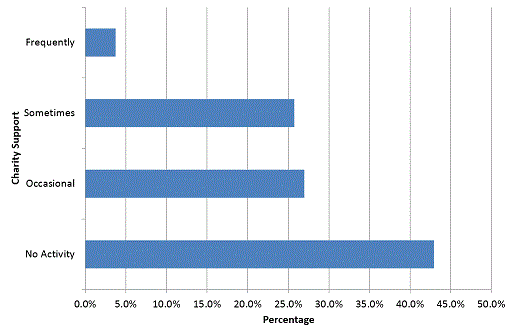 Frequently
Sometimes
Occasional
No Activity
Charity Support
0.0% 5.0% 10.0% 15.0% 20.0% 25.0% 30.0% 35.0% 40.0% 45.0% 50.0%
Percentage